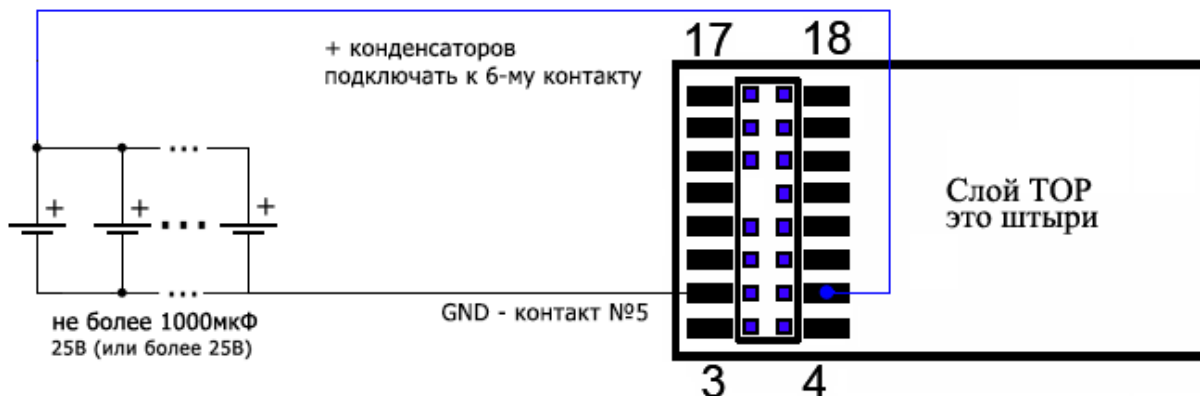 17
18
+ конденсаторов
подключать к 6-му контакту
+
+
+
Слой TOP
это штыри
GND - контакт №5
не более 1000мкФ
25В (или более 25В)
3
4